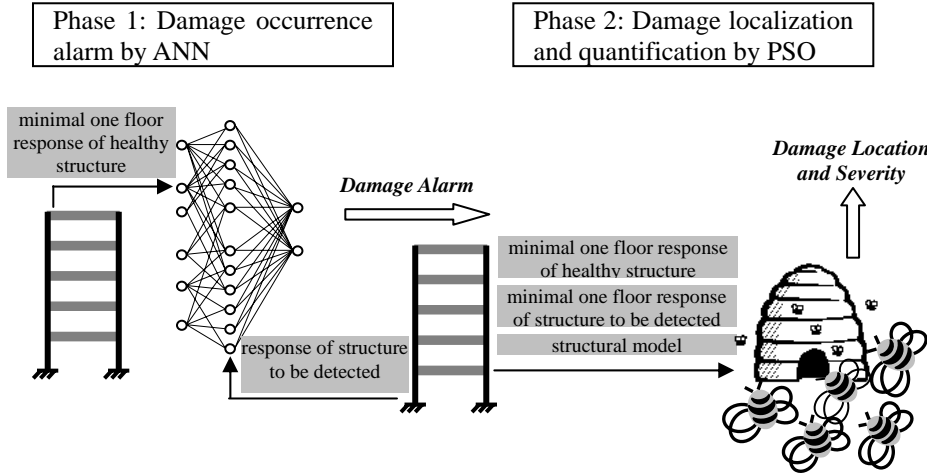 Phase 1: Damage occurrence
alarm by ANN
Phase 2: Damage localization
and quantification by PSO
minimal one floor
response of healthy
structure
Damage Alarm
Damage Location
and Severity
minimal one floor response
of healthy structure
minimal one floor response
of structure to be detected
structural model
response of structure
to be detected